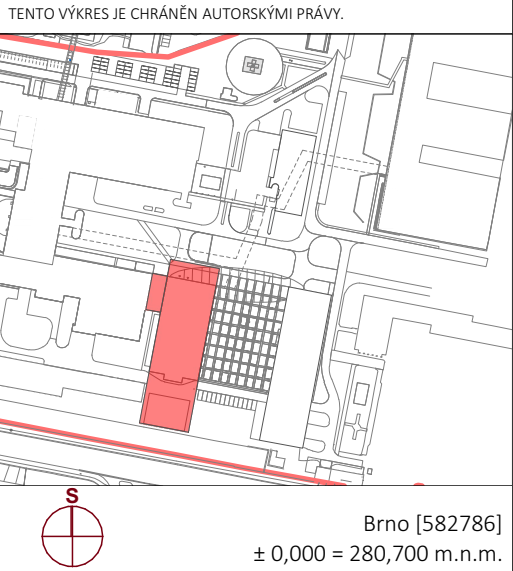 TENTO VÝKRES JE CHRÁNĚN AUTORSKÝMI PRÁVY.
S
Brno [582786]
± 0,000 = 280,700 m.n.m.